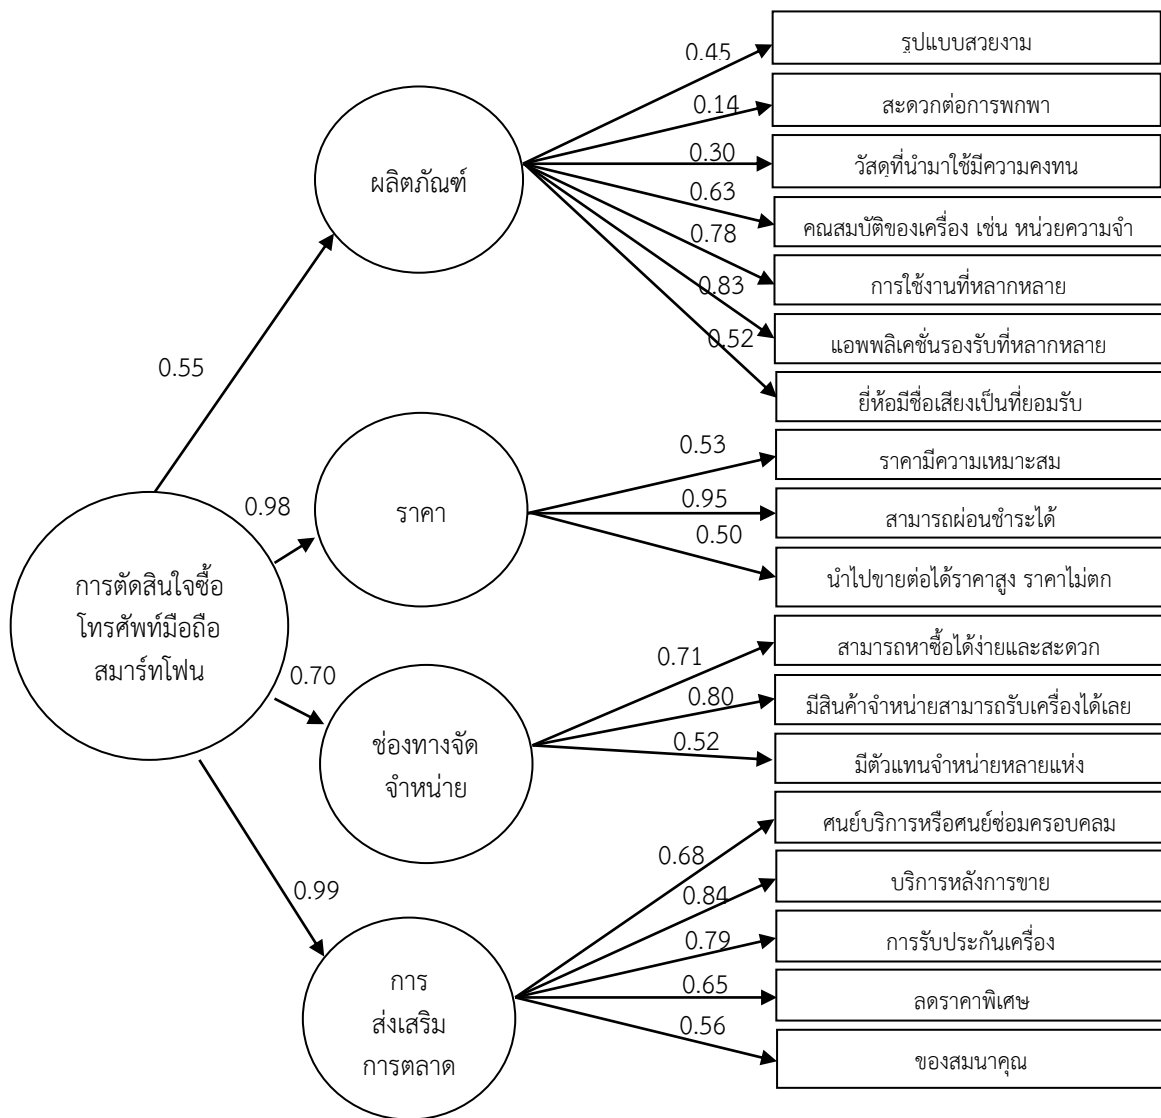 รูปแบบสวยงาม
0.45
สะดวกต่อการพกพา
0.14
วัสดุที่นำมาใช้มีความคงทน
0.30
ผลิตภัณฑ์
0.63
คุณสมบัติของเครื่อง เช่น หน่วยความจำ
0.78
การใช้งานที่หลากหลาย
0.83
แอพพลิเคชั่นรองรับที่หลากหลาย
0.52
0.55
ยี่ห้อมีชื่อเสียงเป็นที่ยอมรับ
0.53
ราคามีความเหมาะสม
0.98
ราคา
0.95
สามารถผ่อนชำระได้
0.50
นำไปขายต่อได้ราคาสูง ราคาไม่ตก
การตัดสินใจซื้อ
โทรศัพท์มือถือ
สมาร์ทโฟน
0.70
0.71
สามารถหาซื้อได้ง่ายและสะดวก
0.80
มีสินค้าจำหน่ายสามารถรับเครื่องได้เลย
ช่องทางจัด
จำหน่าย
0.52
มีตัวแทนจำหน่ายหลายแห่ง
ศูนย์บริการหรือศูนย์ซ่อมครอบคลุม
0.68
0.99
บริการหลังการขาย
0.84
การรับประกันเครื่อง
0.79
การ
ส่งเสริม
การตลาด
0.65
ลดราคาพิเศษ
0.56
ของสมนาคุณ